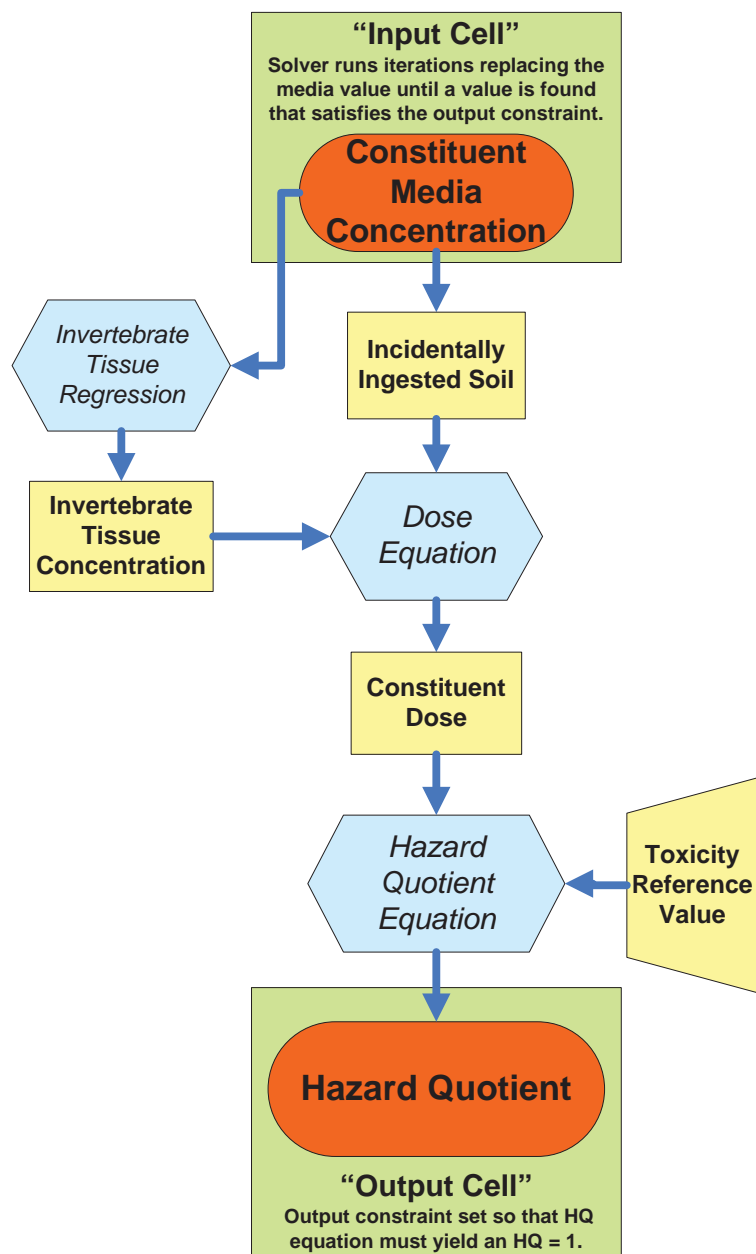 “Input Cell”
Solver runs iterations replacing the
media value until a value is found
that satisfies the output constraint.
Constituent
Media
Concentration
Invertebrate
Tissue
Regression
Incidentally
Ingested Soil
Invertebrate
Tissue
Concentration
Dose
Equation
Constituent
Dose
Hazard
Quotient
Equation
Toxicity
Reference
Value
Hazard Quotient
“Output Cell”
Output constraint set so that HQ
equation must yield an HQ = 1.